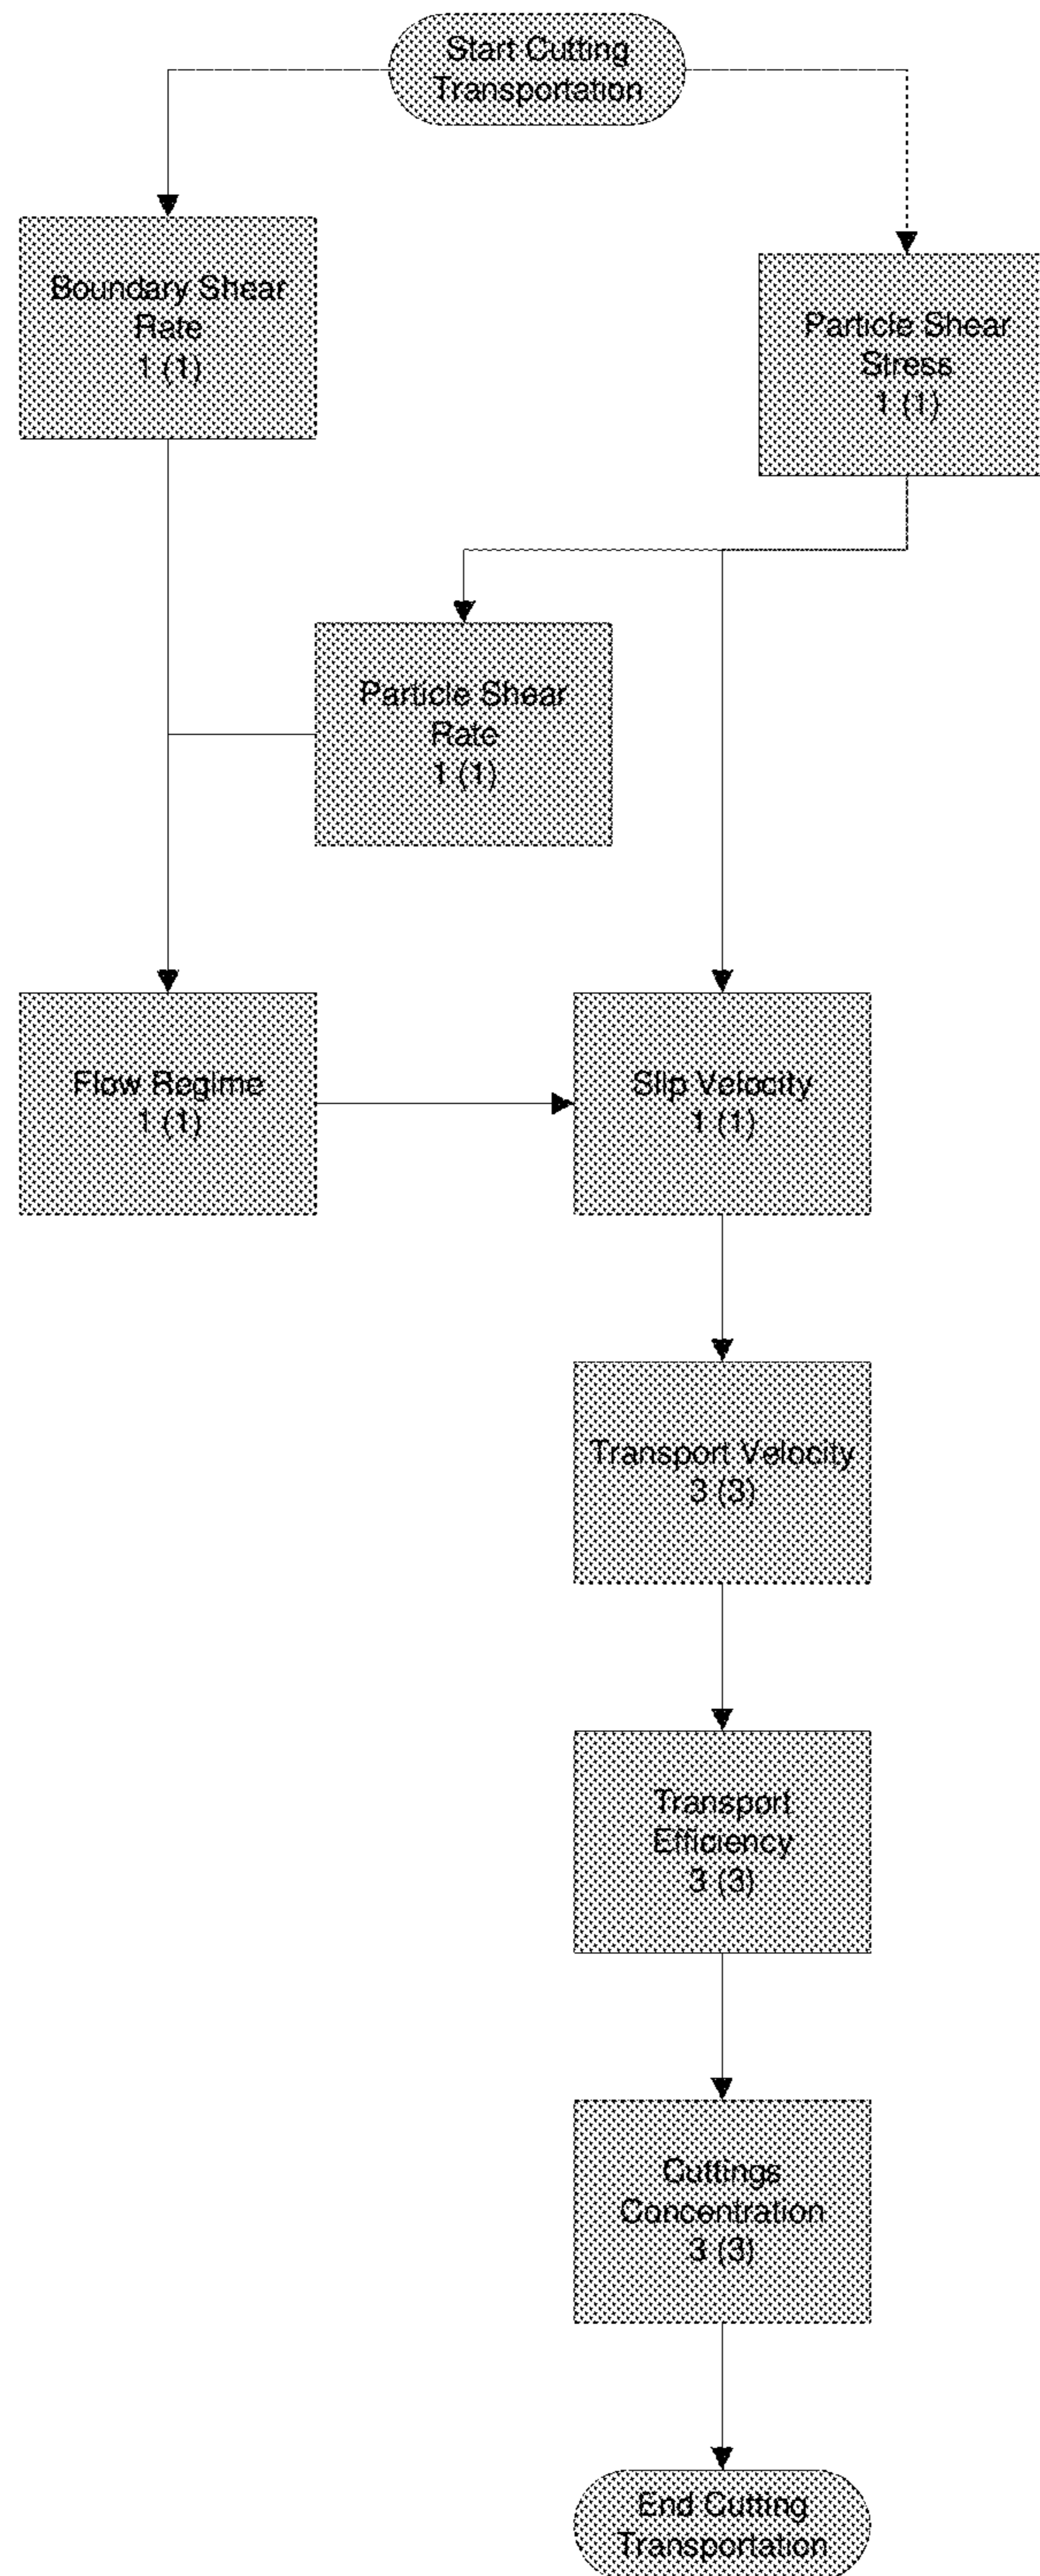 Start Cutting
Transportation
Boundary Shear
Rate
1 (1)
Particle Shear
Stress
1 (1)
Particle Shear
Rate
1 (1)
Flow Regime
1 (1)
Slip Velocity
1 (1)
Transport Velocity
3 (3)
Transport
Efficiency
3 (3)
Cuttings
Concentration
3 (3)
End Cutting
Transportation